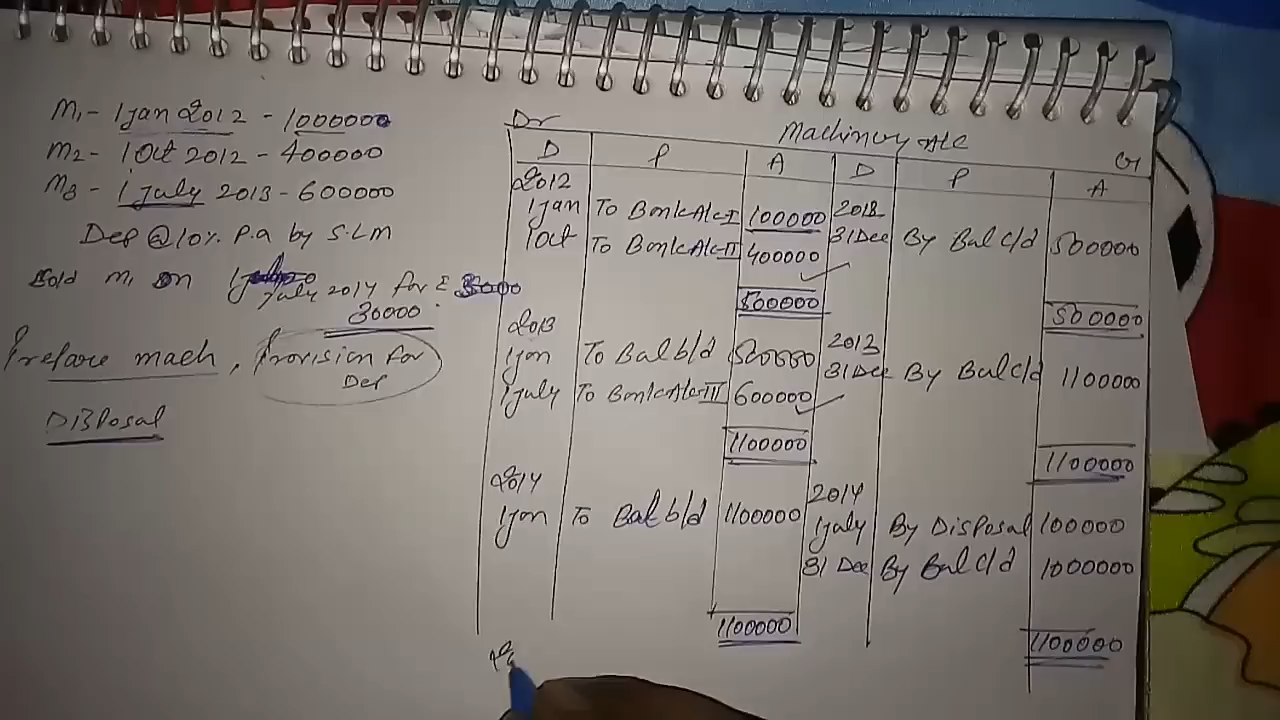 M1 - 1 Jan 2012 - 1000000
M2 - 1 Oct 2012 - 400000
M3 - 1 July 2013 - 600000
Dep @ 10% P.a by S.L.M
Sold M1 on 1 July 2014 for
30000
Prepare mach, Provision for
Dep
Disposal
Dr Machinery A/c Cr
D P A D P A
2012
1 Jan To Bank A/c I 100000 2012
1 Oct To Bank A/c II 400000 31 Dec By Bal c/d 500000
500000 500000
2013
1 Jan To Bal b/d 500000 2013
1 July To Bank A/c III 600000 31 Dec By Bal c/d 1100000
1100000 1100000
2014
1 Jan To Bal b/d 1100000 2014
1 July By Disposal 100000
31 Dec By Bal c/d 1000000
1100000 1100000